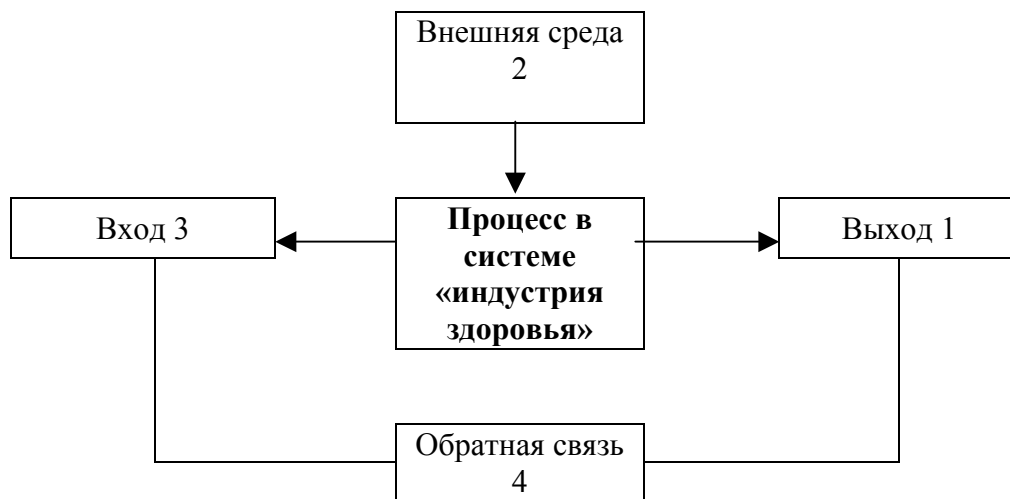 Внешняя среда
2
Вход 3
Процесс в
системе
«индустрия
здоровья»
Выход 1
Обратная связь
4